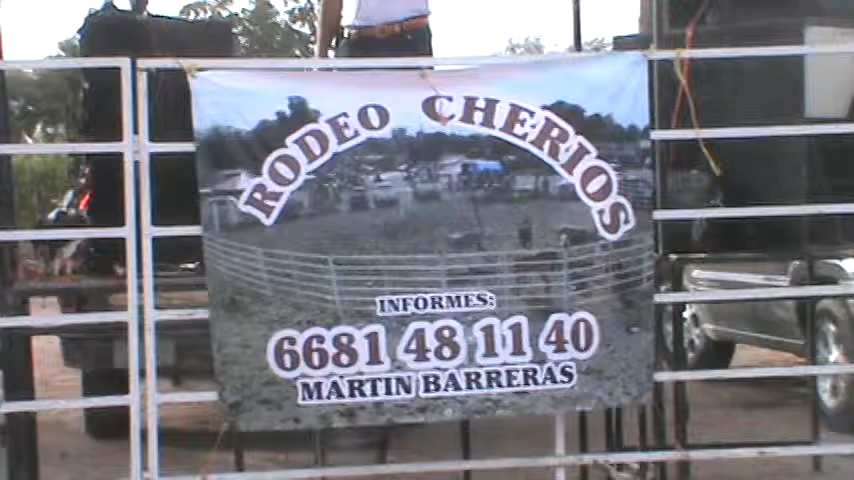 RODEO CHERIOS
INFORMES:
6681 48 11 40
MARTIN BARRERAS